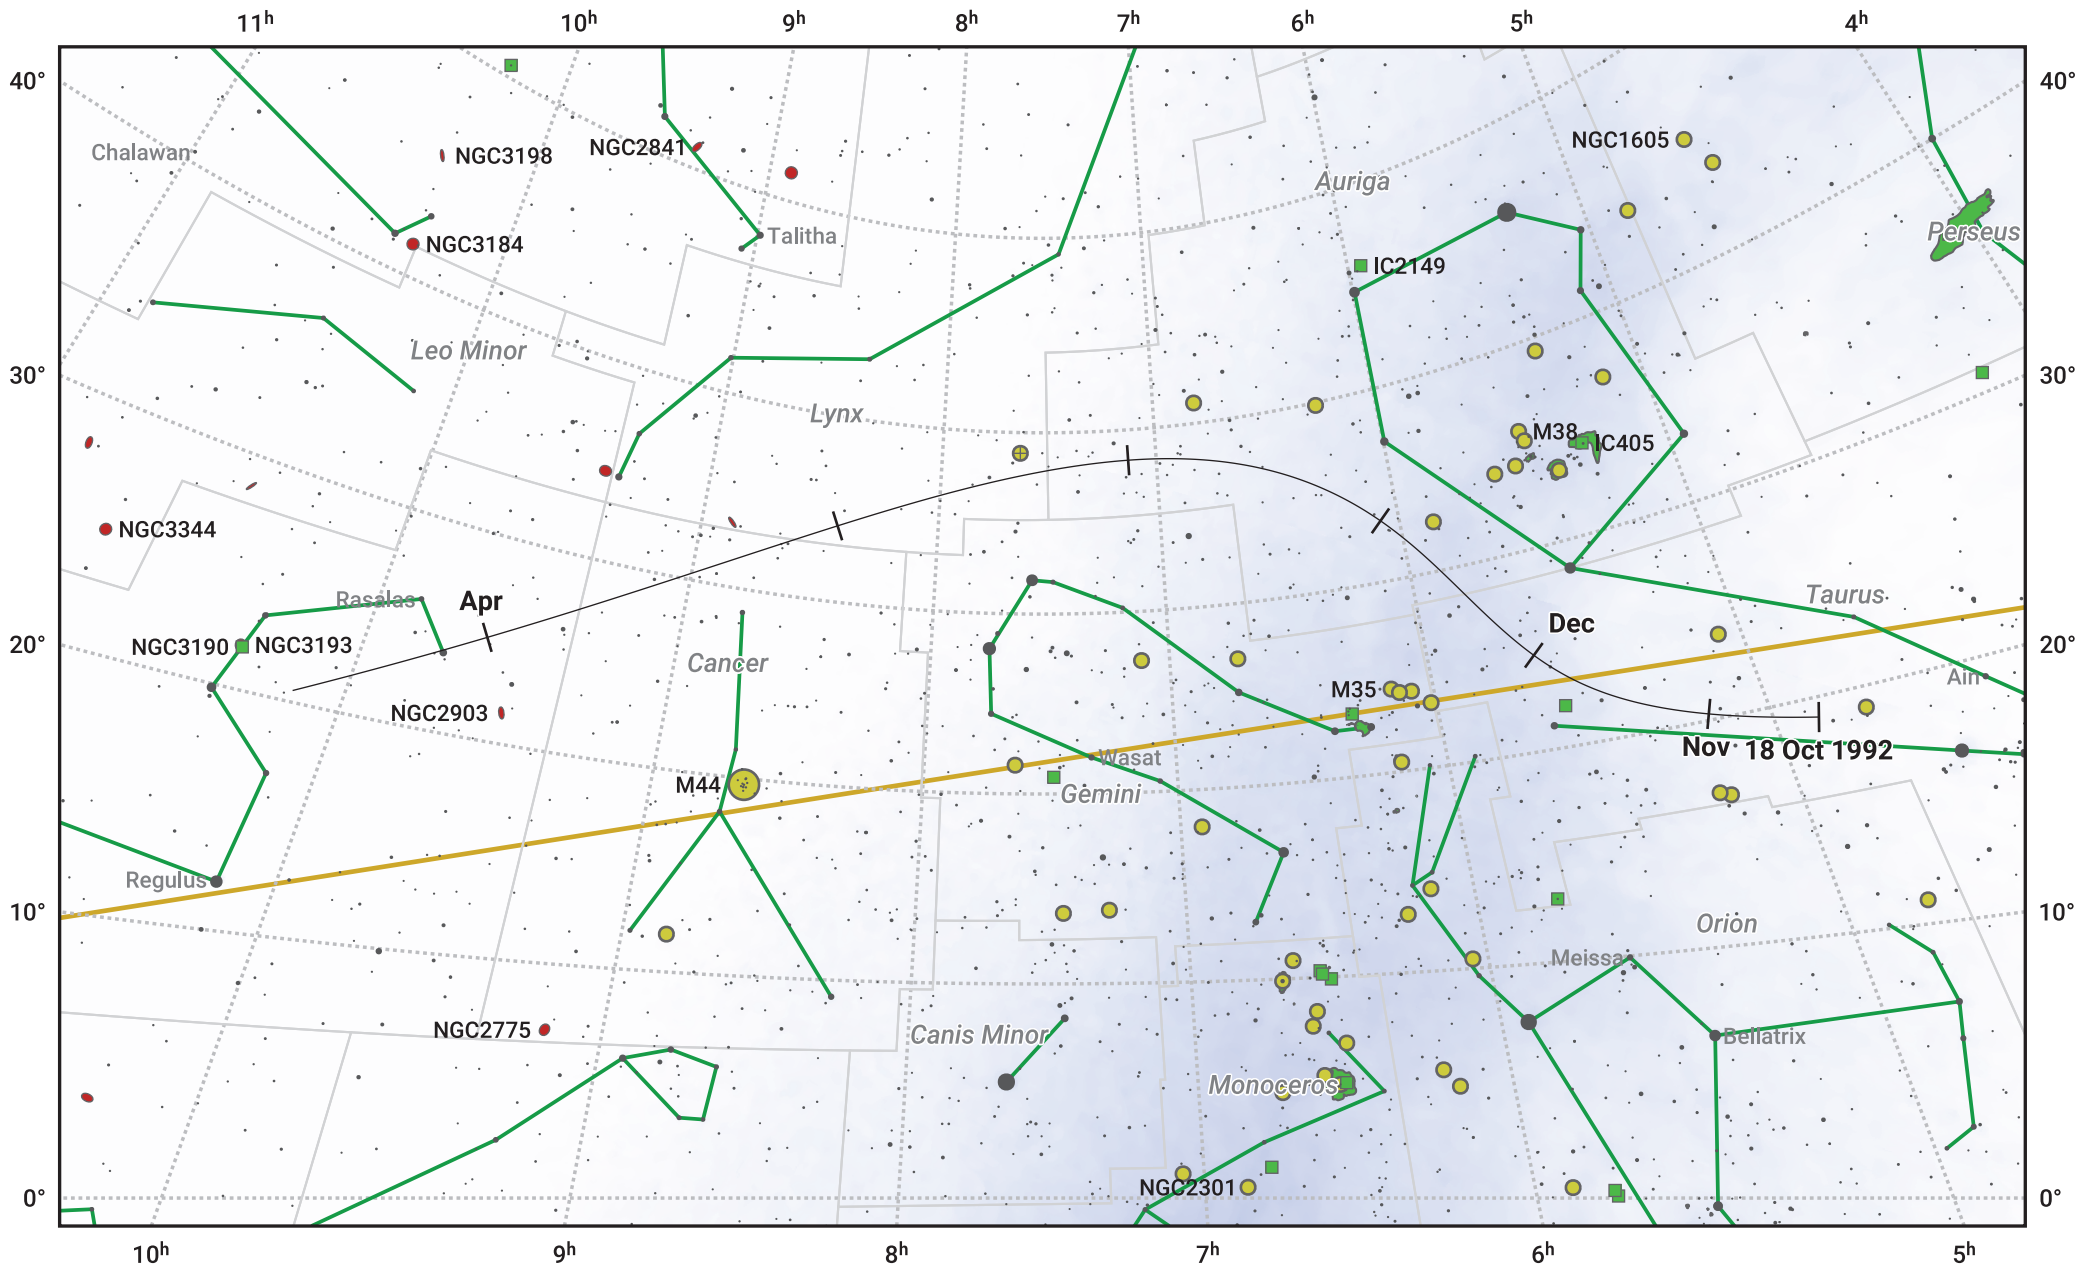 11h 10h 9h 8h 7h 6h 5h 4h
40° 40°
NGC1605
Chalawan NGC3198 NGC2841
Auriga
Talitha Perseus
NGC3184 IC2149
Leo Minor
30° 30°
Lynx
M38 IC405
NGC3344
Rasalas Apr Taurus
Dec
20° NGC3190 NGC3193 20°
Cancer
Ain
M35
NGC2903
Nov 18 Oct 1992
Wasat
M44 Gemini
Regulus
10° 10°
Orion
Meissa
NGC2775 Canis Minor Bellatrix
Monoceros
NGC2301
0° 0°
10h 9h 8h 7h 6h 5h